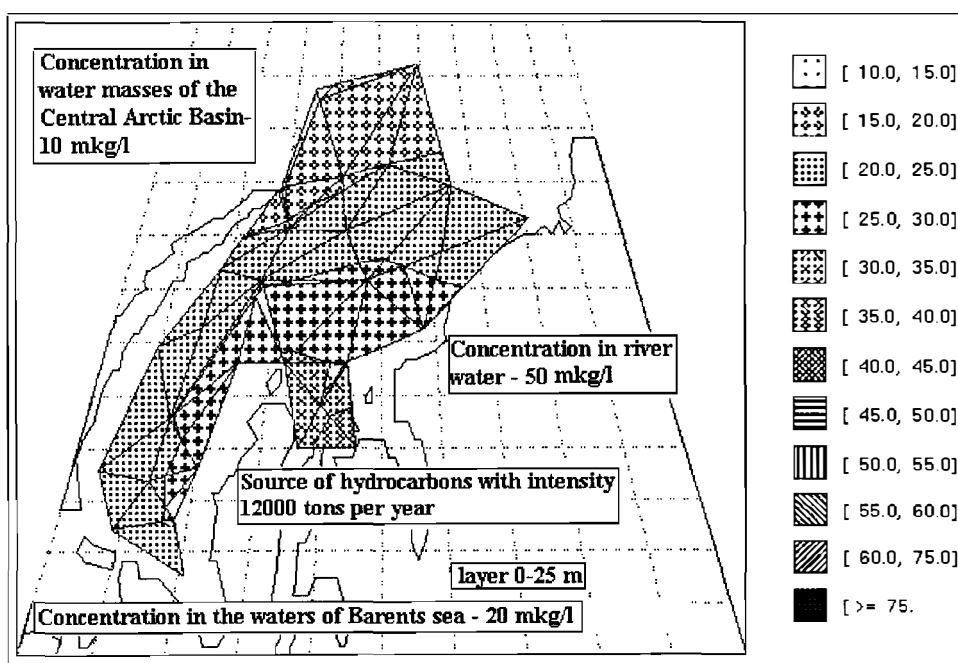 Concentration in
water masses of the
Central Arctic Basin-
10 mkg/l
Concentration in river
water - 50 mkg/l
Source of hydrocarbons with intensity
12000 tons per year
layer 0-25 m
Concentration in the waters of Barents sea - 20 mkg/l
[ 10.0, 15.0]
[ 15.0, 20.0]
[ 20.0, 25.0]
[ 25.0, 30.0]
[ 30.0, 35.0]
[ 35.0, 40.0]
[ 40.0, 45.0]
[ 45.0, 50.0]
[ 50.0, 55.0]
[ 55.0, 60.0]
[ 60.0, 75.0]
[ >= 75.